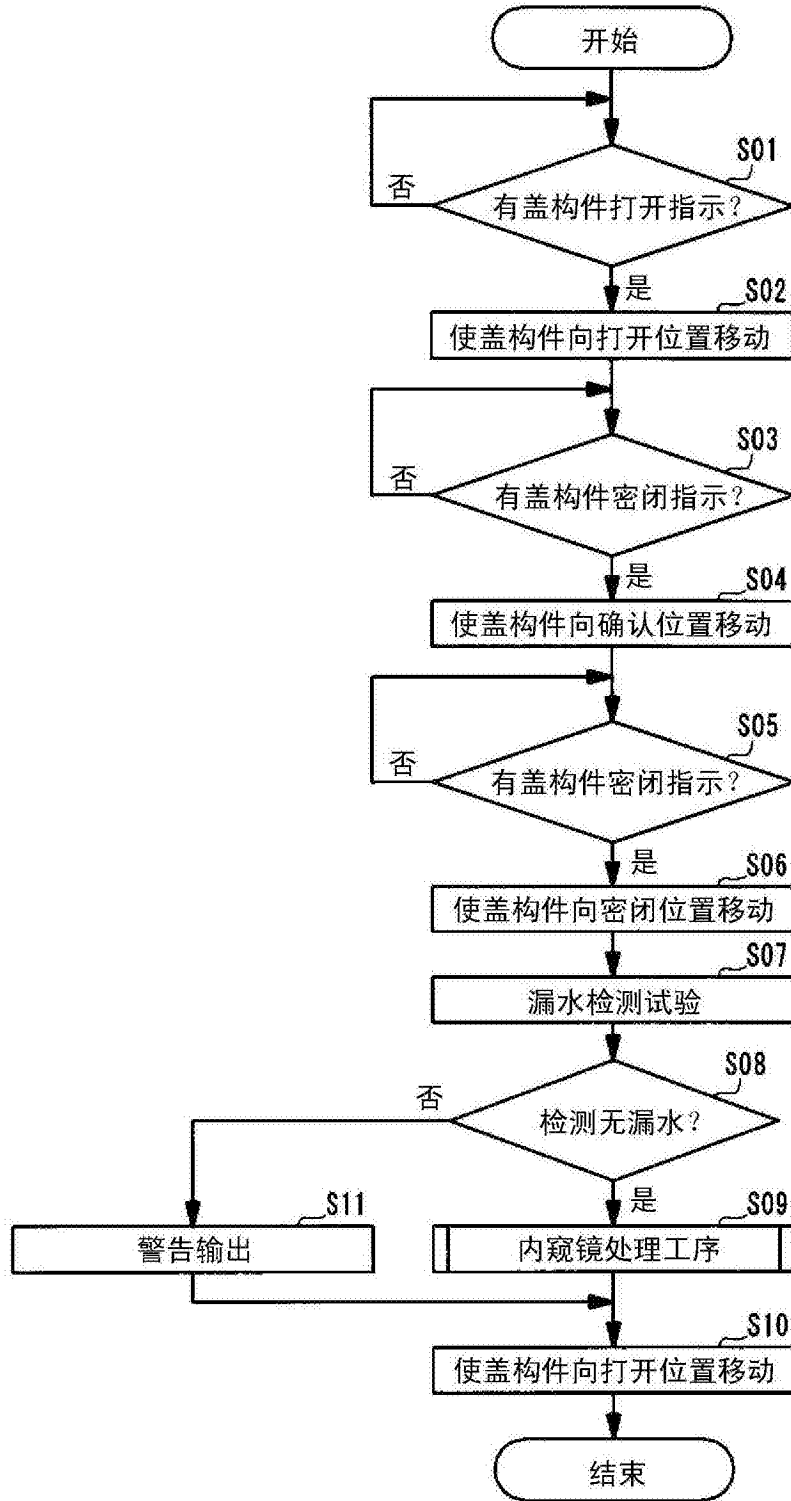 开始
S01
否
有盖构件打开指示？
是
S02
使盖构件向打开位置移动
S03
否
有盖构件密闭指示？
是
S04
使盖构件向确认位置移动
S05
否
有盖构件密闭指示？
是
S06
使盖构件向密闭位置移动
S07
漏水检测试验
S08
否
检测无漏水？
是
S11
S09
警告输出
内窥镜处理工序
S10
使盖构件向打开位置移动
结束